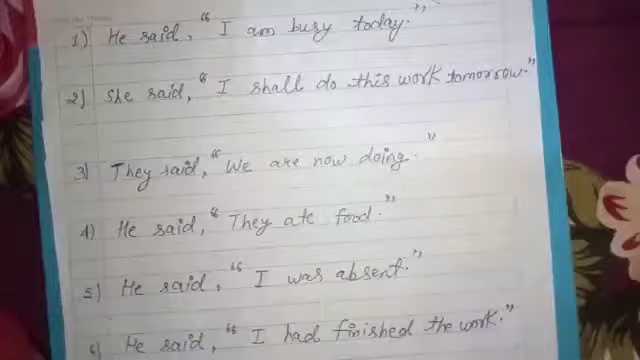 1) He said, "I am busy today."
2) She said, "I shall do this work tomorrow."
3) They said, "We are now doing."
4) He said, "They ate food."
5) He said, "I was absent."
6) He said, "I had finished the work."